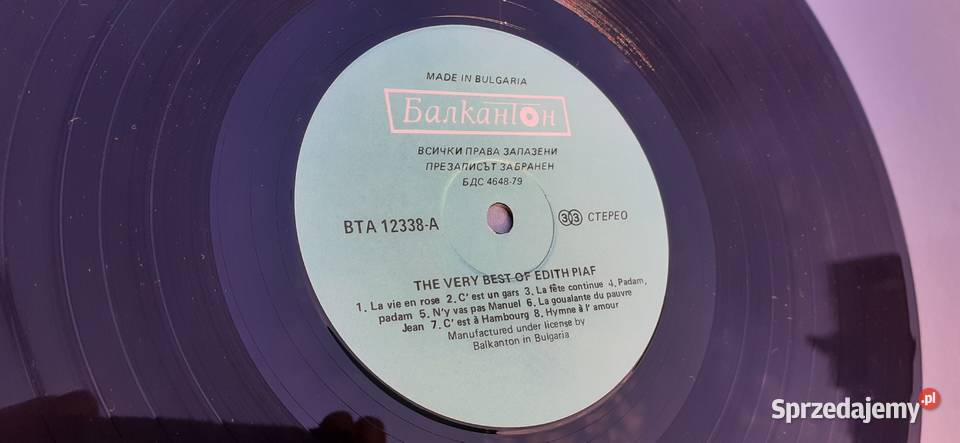 MADE IN BULGARIA
Балкантон
ВСИЧКИ ПРАВА ЗАПАЗЕНИ
ПРЕЗАПИСЪТ ЗАБРАНЕН
БДС 4648-79
ВТА 12338-А
33 СТЕРЕО
THE VERY BEST OF EDITH PIAF
1. La vie en rose 2. C'est un gars 3. La fête continue 4. Padam,
padam 5. N'y vas pas Manuel 6. La goualante du pauvre
Jean 7. C'est à Hambourg 8. Hymne à l' amour
Manufactured under license by
Balkanton in Bulgaria
Sprzedajemy.pl